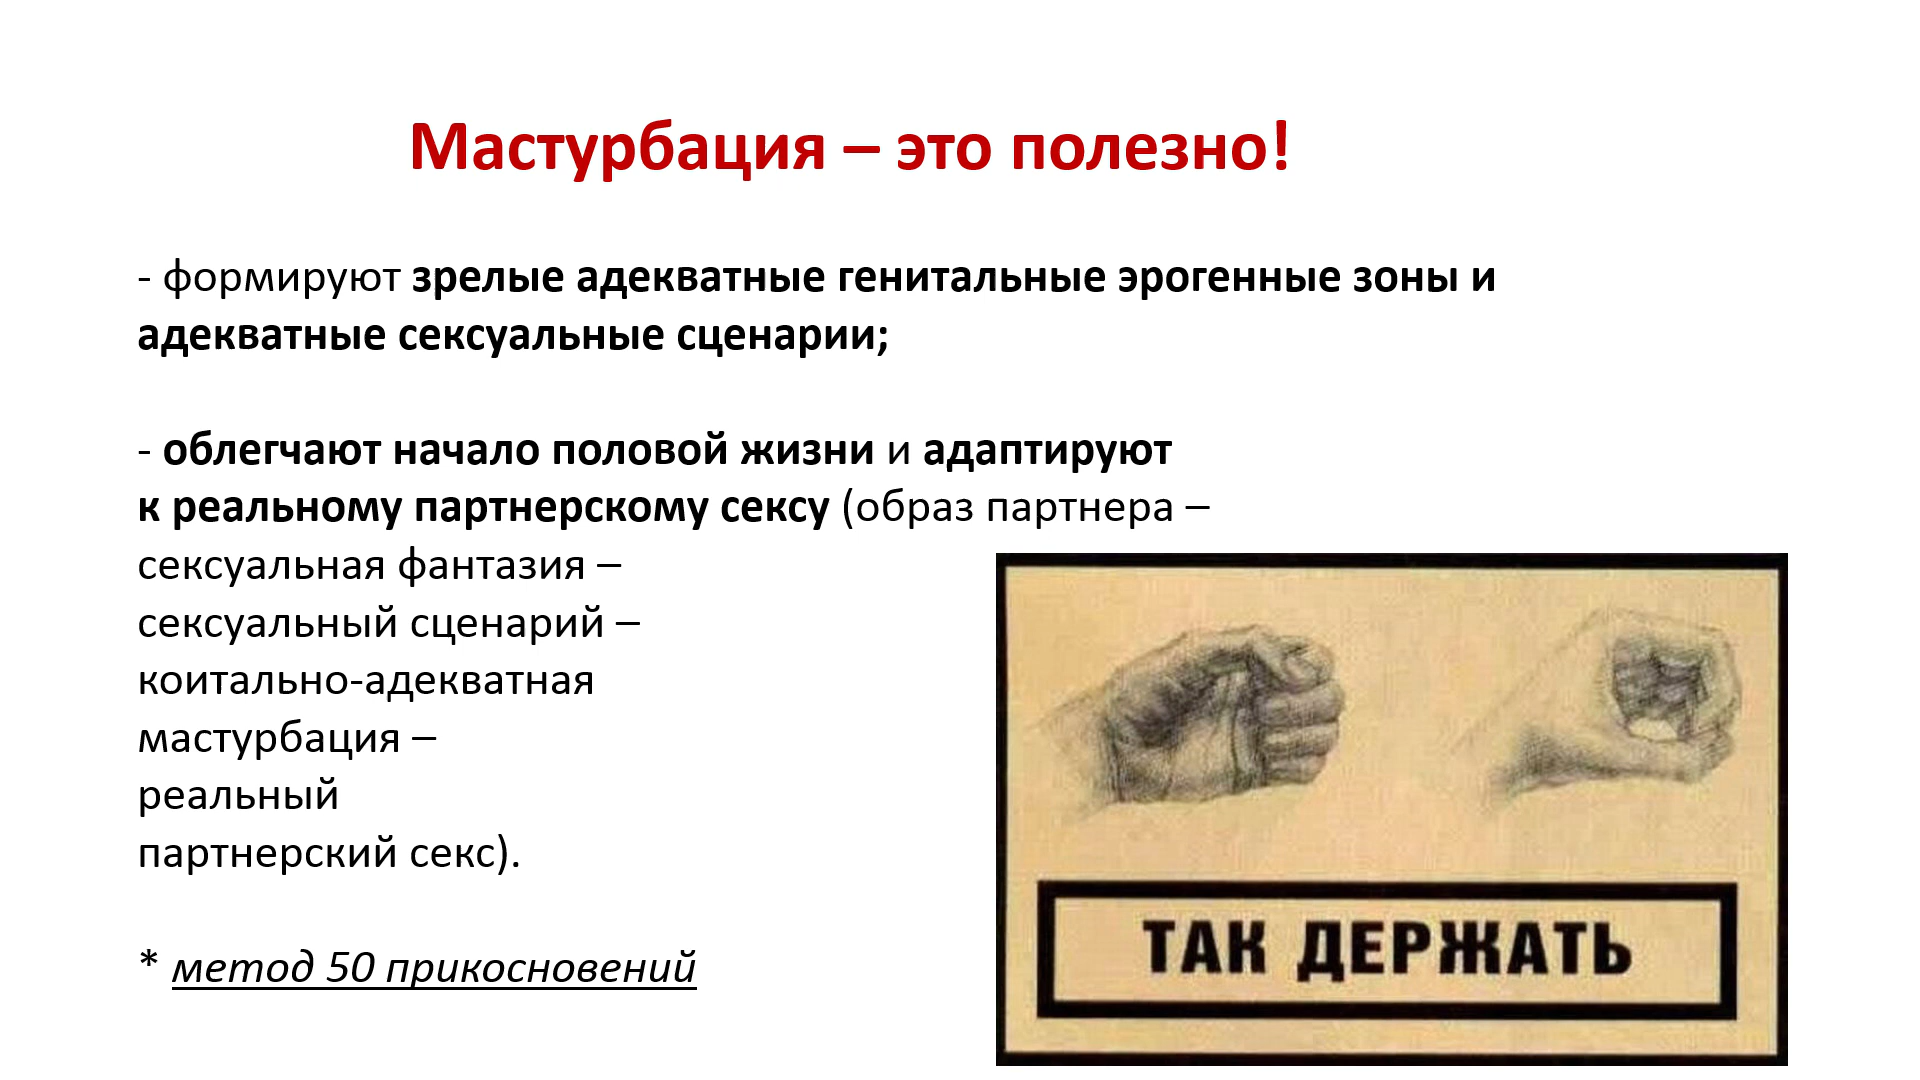 Мастурбация – это полезно!
- формируют зрелые адекватные генитальные эрогенные зоны и
адекватные сексуальные сценарии;
- облегчают начало половой жизни и адаптируют
к реальному партнерскому сексу (образ партнера –
сексуальная фантазия –
сексуальный сценарий –
коитально-адекватная
мастурбация –
реальный
партнерский секс).
* метод 50 прикосновений
ТАК ДЕРЖАТЬ